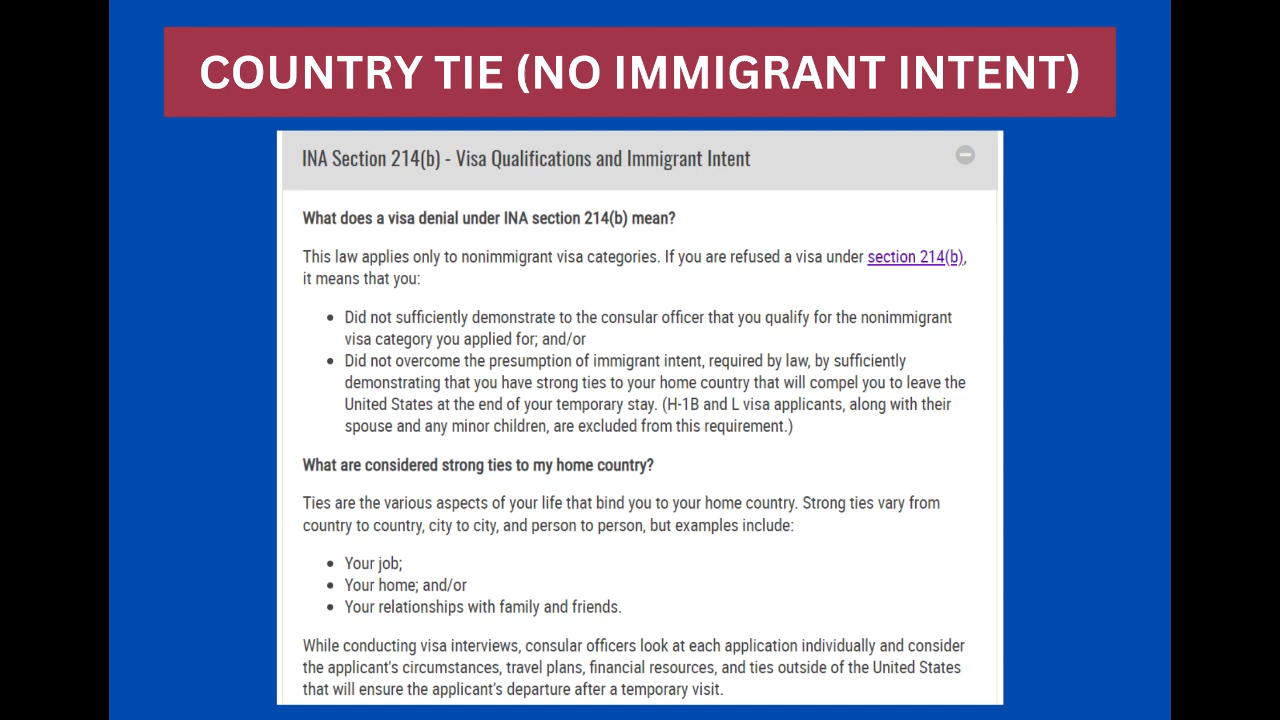 COUNTRY TIE (NO IMMIGRANT INTENT)
INA Section 214(b) - Visa Qualifications and Immigrant Intent
What does a visa denial under INA section 214(b) mean?
This law applies only to nonimmigrant visa categories. If you are refused a visa under section 214(b),
it means that you:
• Did not sufficiently demonstrate to the consular officer that you qualify for the nonimmigrant
visa category you applied for; and/or
• Did not overcome the presumption of immigrant intent, required by law, by sufficiently
demonstrating that you have strong ties to your home country that will compel you to leave the
United States at the end of your temporary stay. (H-1B and L visa applicants, along with their
spouse and any minor children, are excluded from this requirement.)
What are considered strong ties to my home country?
Ties are the various aspects of your life that bind you to your home country. Strong ties vary from
country to country, city to city, and person to person, but examples include:
• Your job;
• Your home; and/or
• Your relationships with family and friends.
While conducting visa interviews, consular officers look at each application individually and consider
the applicant's circumstances, travel plans, financial resources, and ties outside of the United States
that will ensure the applicant's departure after a temporary visit.